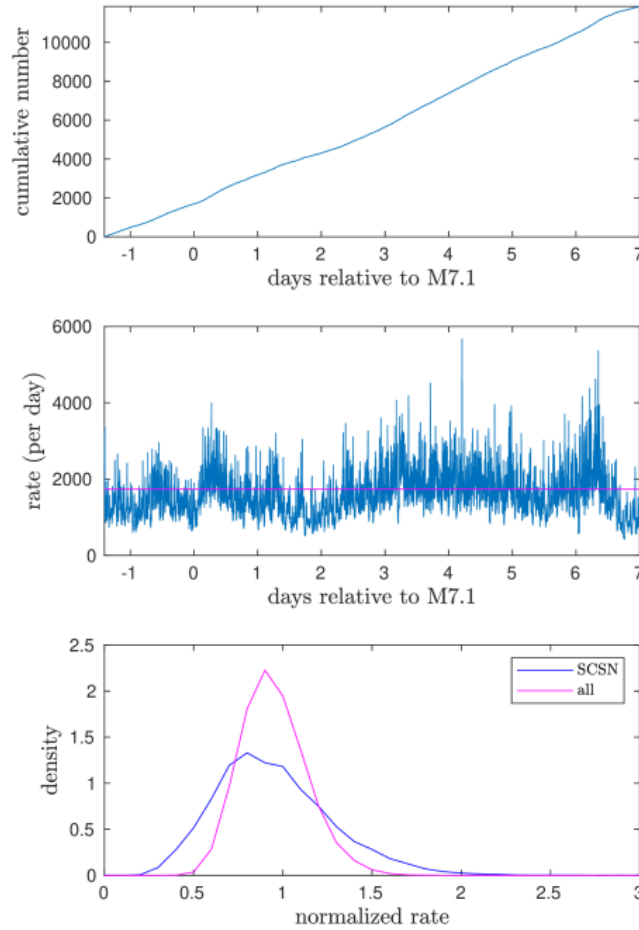 10000
8000
6000
4000
2000
0
cumulative number
-1 0 1 2 3 4 5 6 7
days relative to M7.1
6000
4000
2000
0
rate (per day)
-1 0 1 2 3 4 5 6 7
days relative to M7.1
2.5
2
1.5
1
0.5
0
density
SCSN
all
0 0.5 1 1.5 2 2.5 3
normalized rate